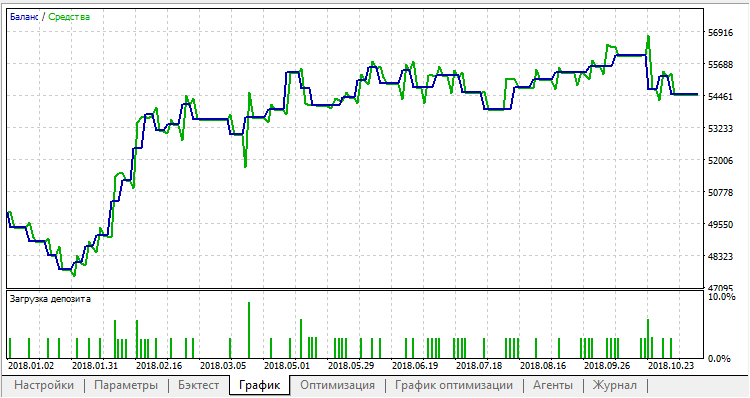 Баланс / Средства
56916
55688
54461
53233
52006
50778
49550
48323
47095
Загрузка депозита
10.0%
0.0%
2018.01.02 2018.01.31 2018.02.16 2018.03.05 2018.05.01 2018.05.29 2018.06.19 2018.07.18 2018.08.16 2018.09.26 2018.10.23
Настройки | Параметры | Бэктест | График | Оптимизация | График оптимизации | Агенты | Журнал |